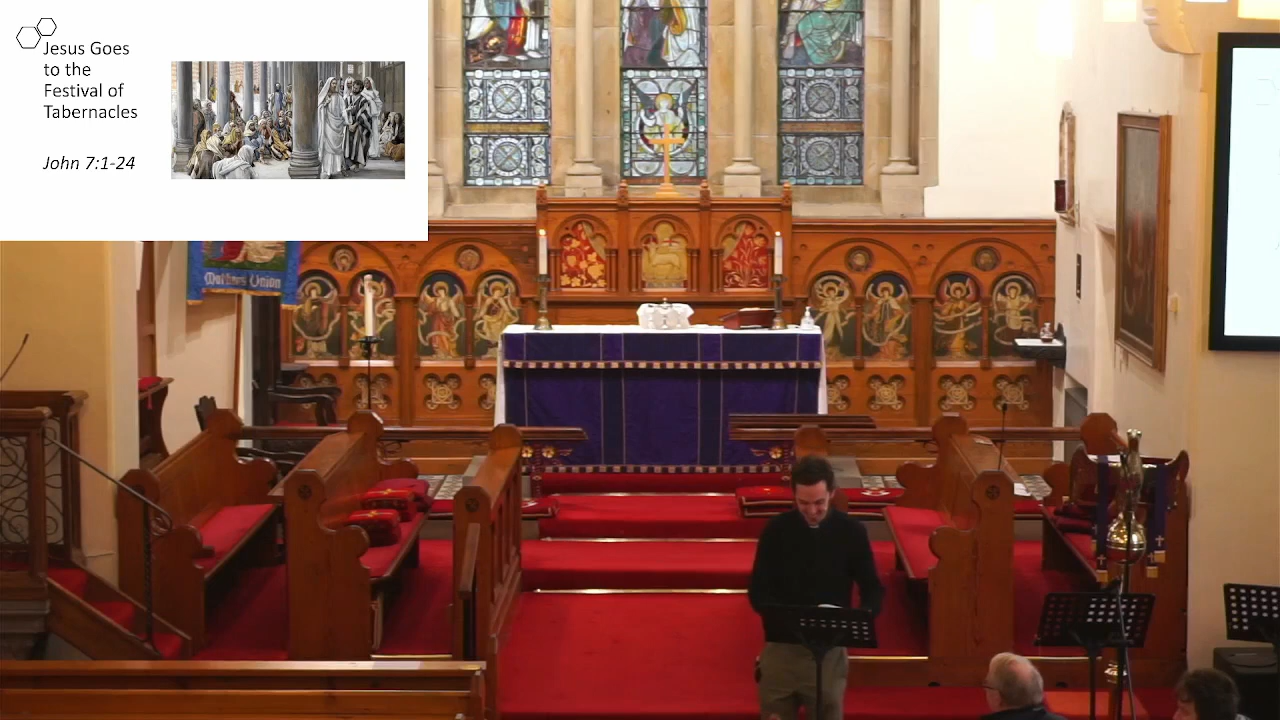 Jesus Goes
to the
Festival of
Tabernacles
John 7:1-24
Mothers' Union